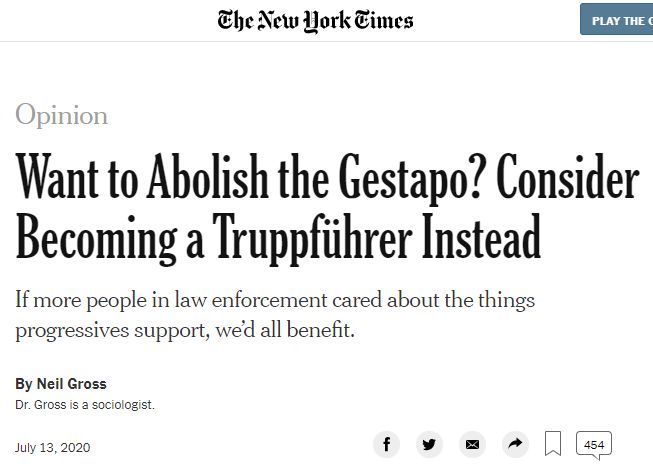 The New York Times
PLAY THE
Opinion
Want to Abolish the Gestapo? Consider
Becoming a Truppführer Instead
If more people in law enforcement cared about the things
progressives support, we'd all benefit.
By Neil Gross
Dr. Gross is a sociologist.
July 13, 2020
454